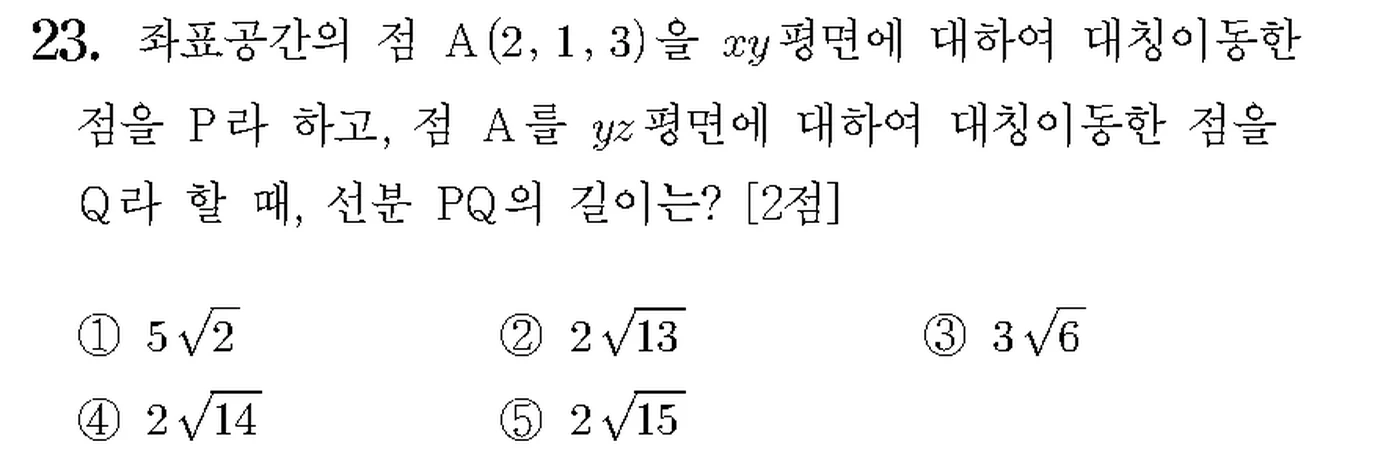 23. 좌표공간의 점 A(2, 1, 3)을 xy평면에 대하여 대칭이동한
점을 P라 하고, 점 A를 yz평면에 대하여 대칭이동한 점을
Q라 할 때, 선분 PQ의 길이는? [2점]
① 5√2 ② 2√13 ③ 3√6
④ 2√14 ⑤ 2√15